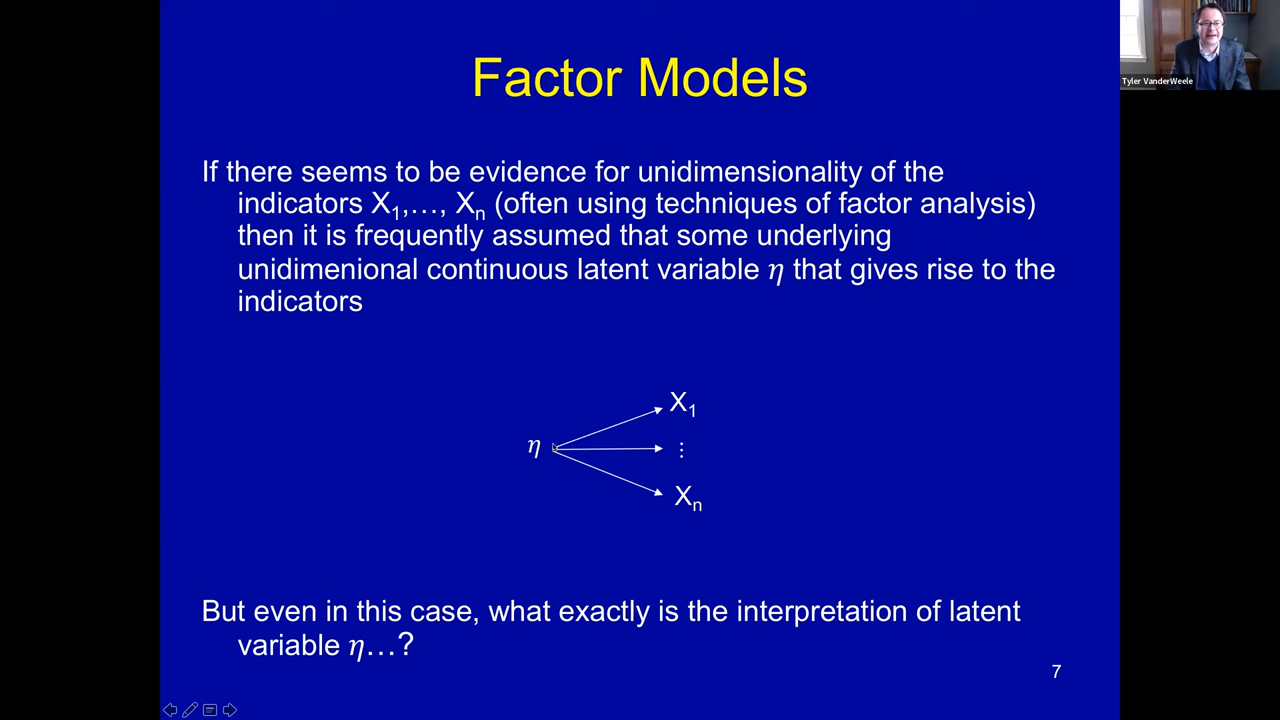 Factor Models
Tyler VanderWeele
If there seems to be evidence for unidimensionality of the
indicators X₁,…, Xₙ (often using techniques of factor analysis)
then it is frequently assumed that some underlying
unidimenional continuous latent variable η that gives rise to the
indicators
X₁
η
⋮
Xₙ
But even in this case, what exactly is the interpretation of latent
variable η…?
7